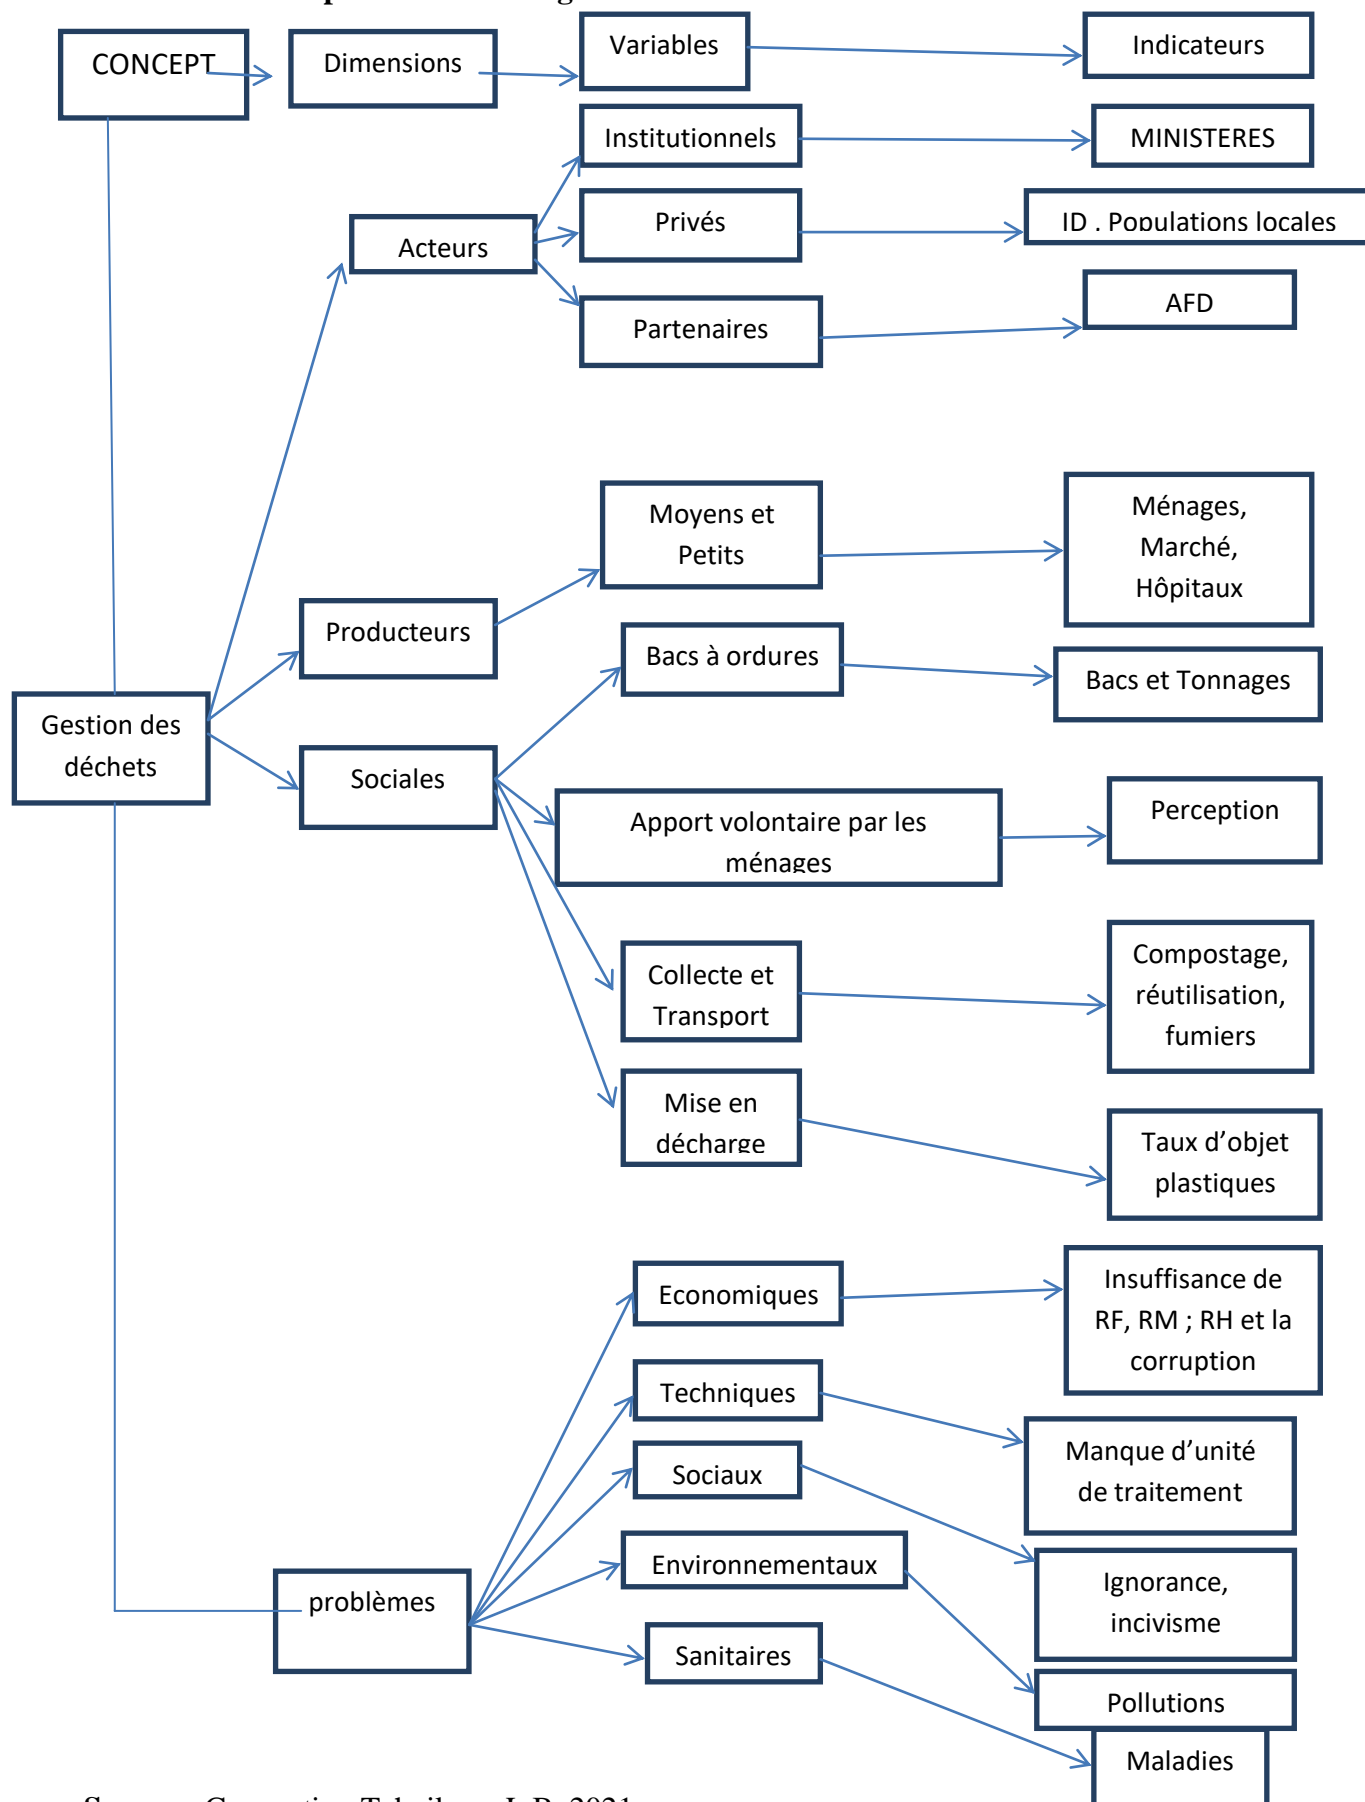 CONCEPT
Dimensions
Variables
Indicateurs
Institutionnels
MINISTERES
Acteurs
Privés
ID . Populations locales
Partenaires
AFD
Moyens et
Petits
Ménages,
Marché,
Hôpitaux
Producteurs
Bacs à ordures
Bacs et Tonnages
Gestion des
déchets
Sociales
Apport volontaire par les
ménages
Perception
Collecte et
Transport
Compostage,
réutilisation,
fumiers
Mise en
décharge
Taux d’objet
plastiques
Economiques
Insuffisance de
RF, RM ; RH et la
corruption
Techniques
Manque d’unité
de traitement
Sociaux
Ignorance,
incivisme
problèmes
Environnementaux
Pollutions
Sanitaires
Maladies